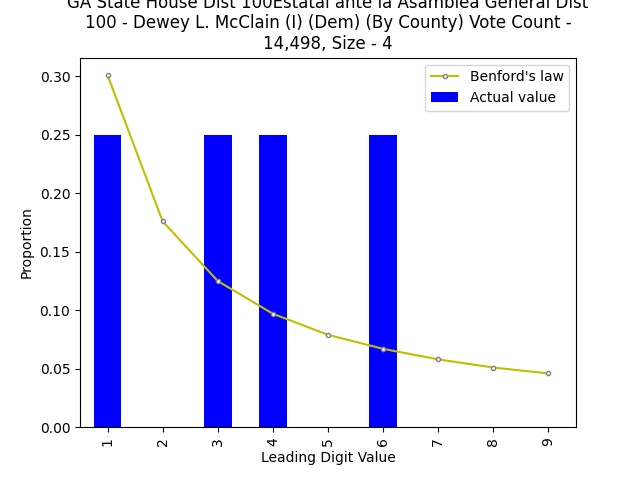 GA State House Dist 100Estatal ante la Asamblea General Dist
100 - Dewey L. McClain (I) (Dem) (By County) Vote Count -
14,498, Size - 4
Benford's law
Actual value
0.30
0.25
0.20
0.15
0.10
0.05
0.00
Proportion
1 2 3 4 5 6 7 8 9
Leading Digit Value